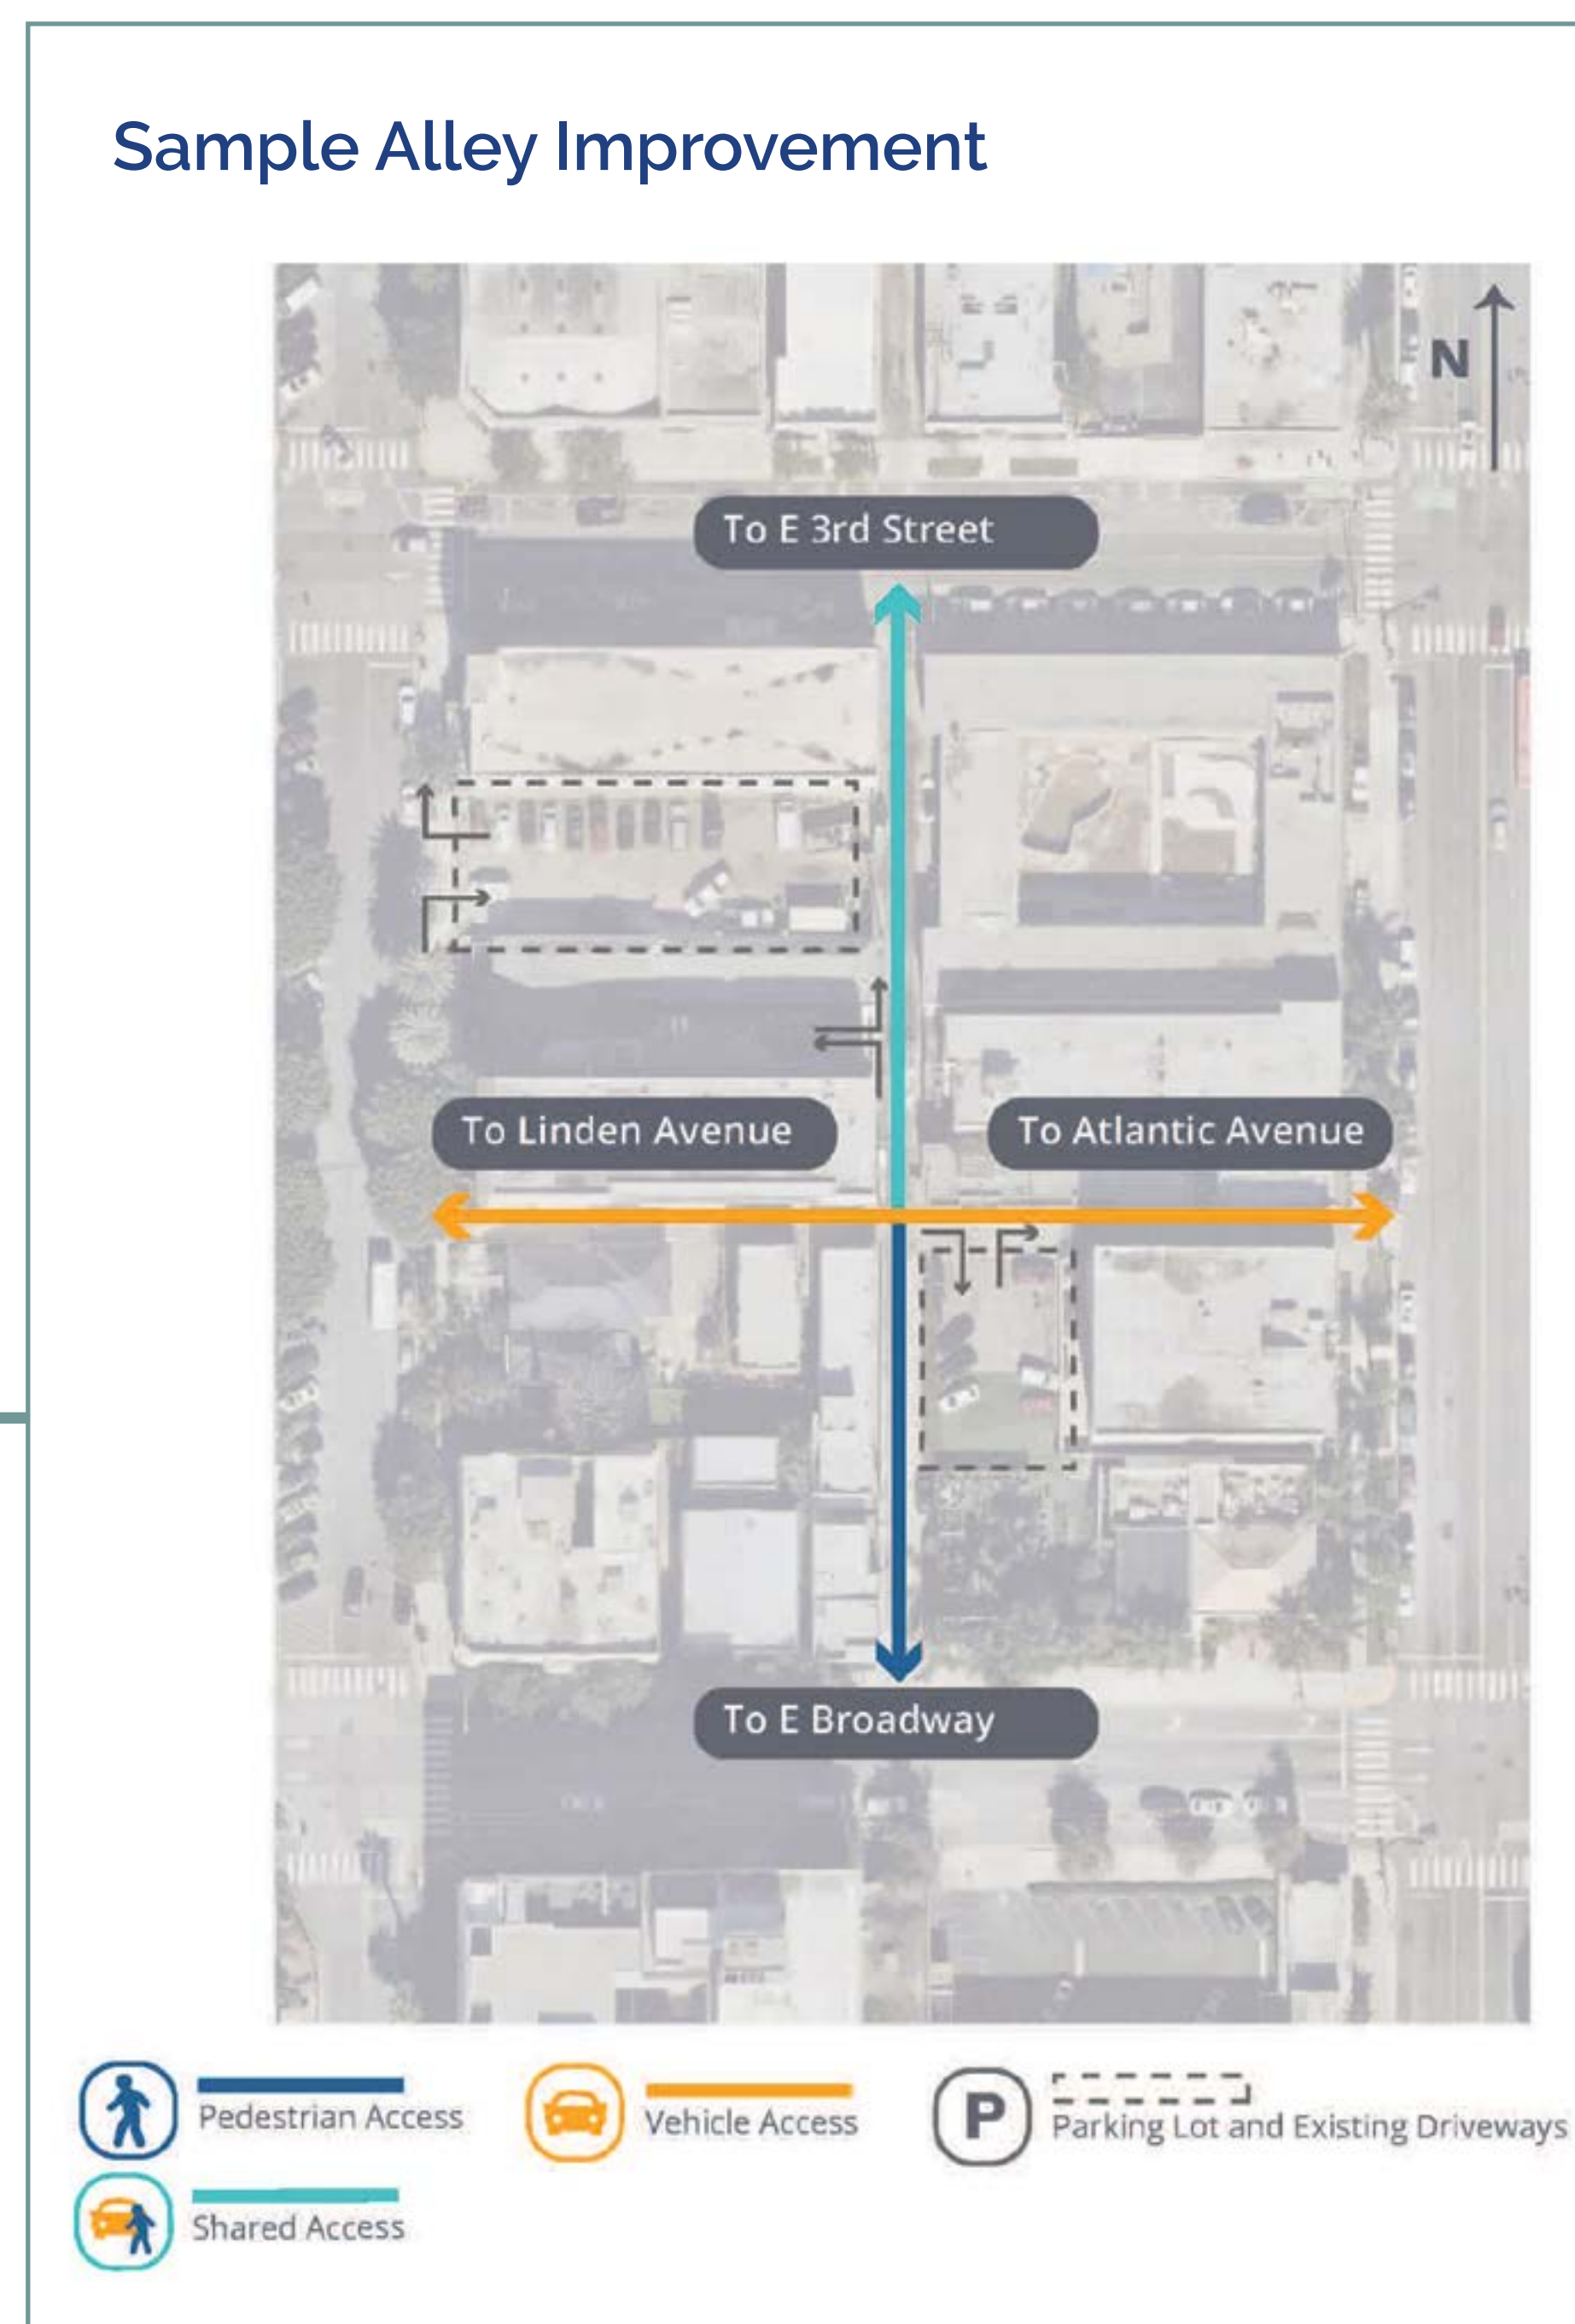 Sample Alley Improvement
N
To E 3rd Street
To Linden Avenue
To Atlantic Avenue
To E Broadway
Pedestrian Access
Vehicle Access
P
Parking Lot and Existing Driveways
Shared Access